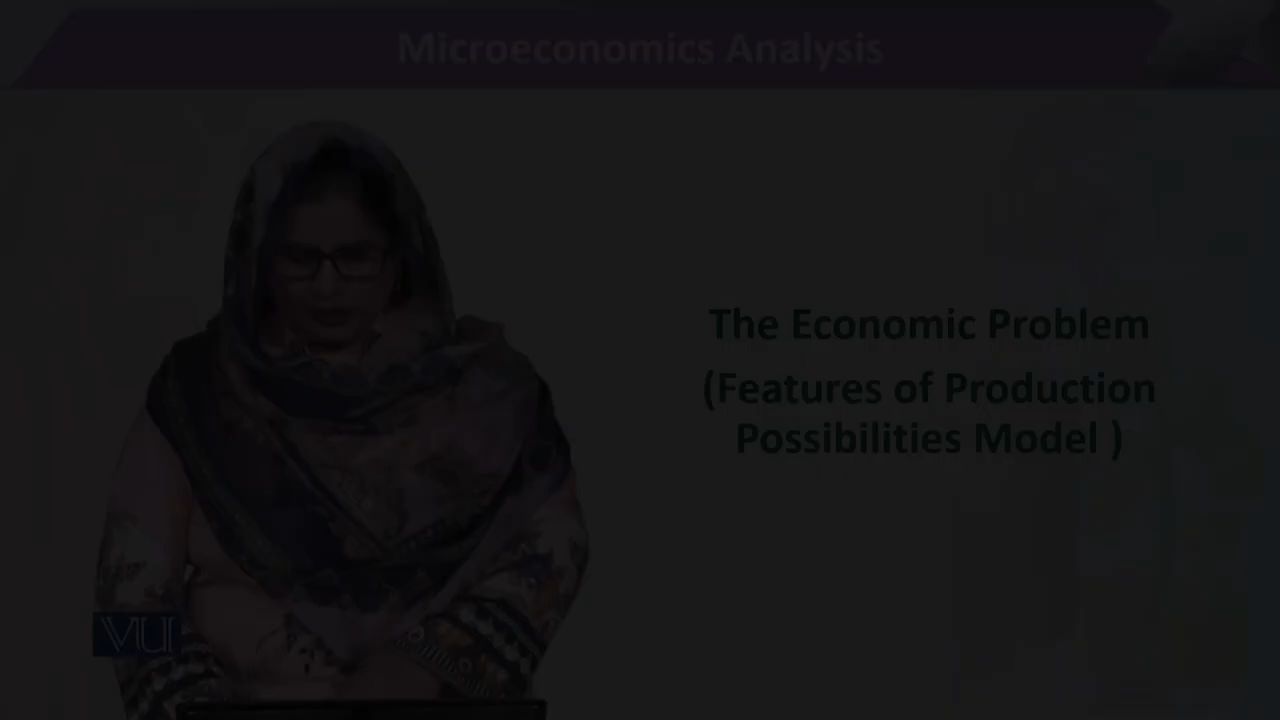 Microeconomics Analysis
The Economic Problem
(Features of Production
Possibilities Model )
VU